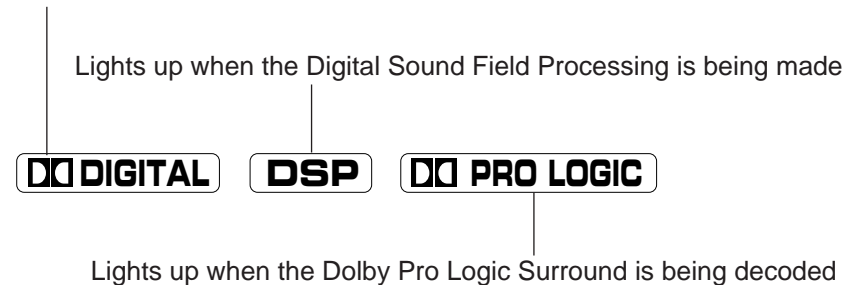 Lights up when the Digital Sound Field Processing is being made
DIGITAL DSP PRO LOGIC
Lights up when the Dolby Pro Logic Surround is being decoded